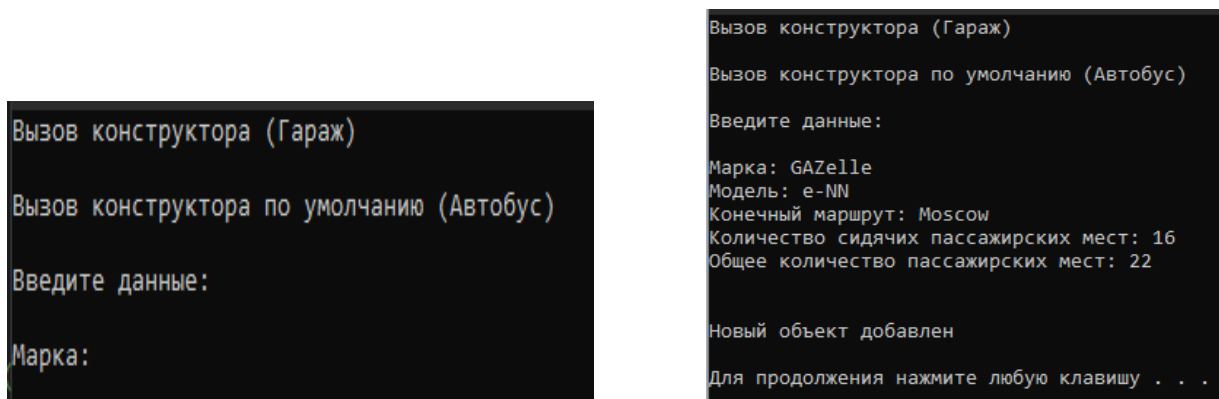 Вызов конструктора (Гараж)
Вызов конструктора по умолчанию (Автобус)
Введите данные:
Марка:
Вызов конструктора (Гараж)
Вызов конструктора по умолчанию (Автобус)
Введите данные:
Марка: GAZelle
Модель: e-NN
Конечный маршрут: Moscow
Количество сидячих пассажирских мест: 16
Общее количество пассажирских мест: 22
Новый объект добавлен
Для продолжения нажмите любую клавишу . . .